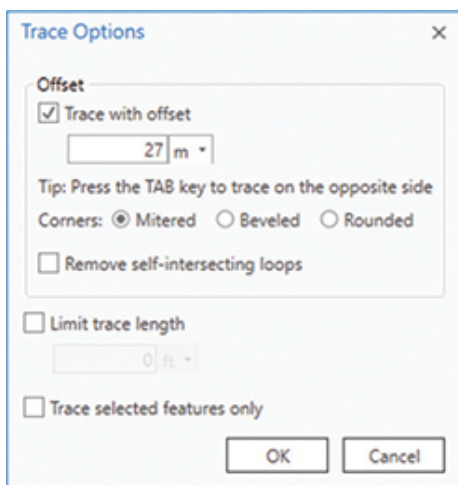 Trace Options
Offset
Trace with offset
27 m
Tip: Press the TAB key to trace on the opposite side
Corners: Mitered Beveled Rounded
Remove self-intersecting loops
Limit trace length
0 ft
Trace selected features only
OK Cancel